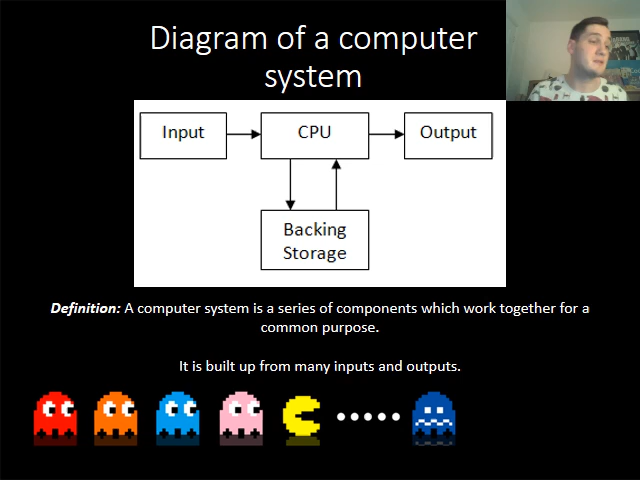 Diagram of a computer
system
Input
CPU
Output
Backing
Storage
Definition: A computer system is a series of components which work together for a
common purpose.
It is built up from many inputs and outputs.